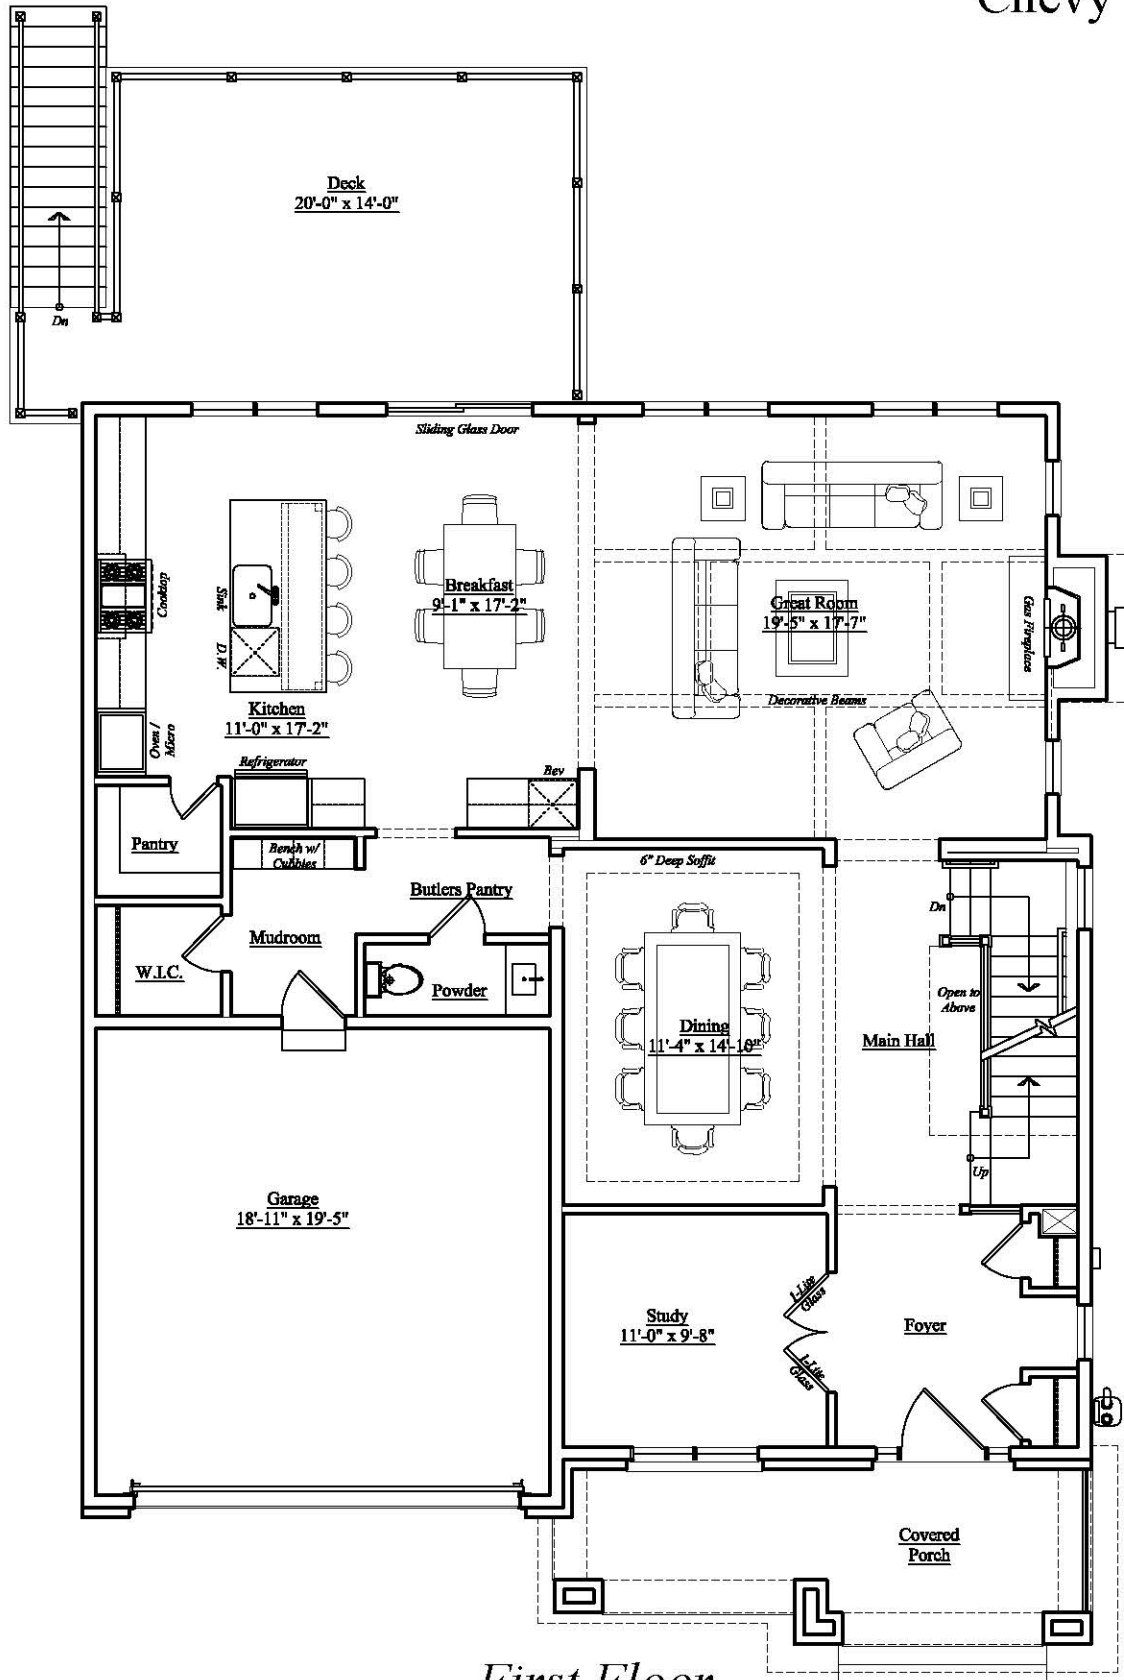 Chevy
Deck
20'-0" x 14'-0"
Dn
Sliding Glass Door
Cooktop
Sink
D.W.
Breakfast
9'-1" x 17'-2"
Great Room
19'-5" x 17'-7"
Gas Fireplace
Decorative Beams
Kitchen
11'-0" x 17'-2"
Oven /
Micro
Refrigerator
Bev
Pantry
Bench w/
Cubbies
6" Deep Soffit
Butlers Pantry
Dn
Mudroom
W.I.C.
Powder
Open to
Above
Dining
11'-4" x 14'-10"
Main Hall
Up
Garage
18'-11" x 19'-5"
1-Lite
Glass
Study
11'-0" x 9'-8"
Foyer
1-Lite
Glass
Covered
Porch
First Floor